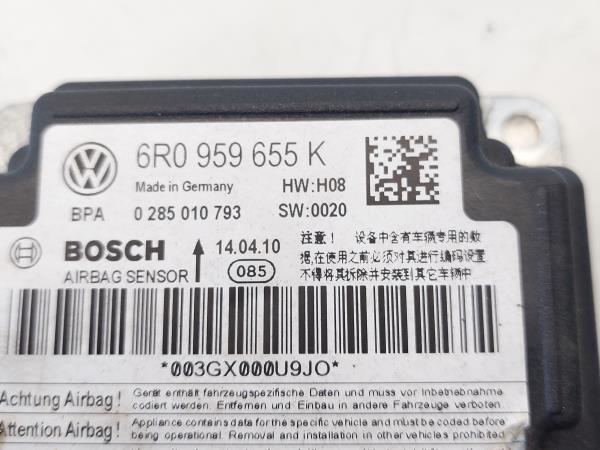 6R0 959 655 K
Made in Germany HW:H08
BPA 0 285 010 793 SW:0020
BOSCH 14.04.10
AIRBAG SENSOR 085
注意！ 设备中含有车辆专用的数
据,在使用之前必须对其进行编码设置
不得将其拆除并安装到其它车辆中
*003GX000U9JO*
Achtung Airbag! Gerät enthält fahrzeugspezifische Daten und muss vor Inbetriebnahme
codiert werden. Entfernen und Einbau in andere Fahrzeuge verboten.
Attention Airbag! Appliance contains data for the specific vehicle and must be coded before
being operational. Removal and installation in other vehicles prohibited